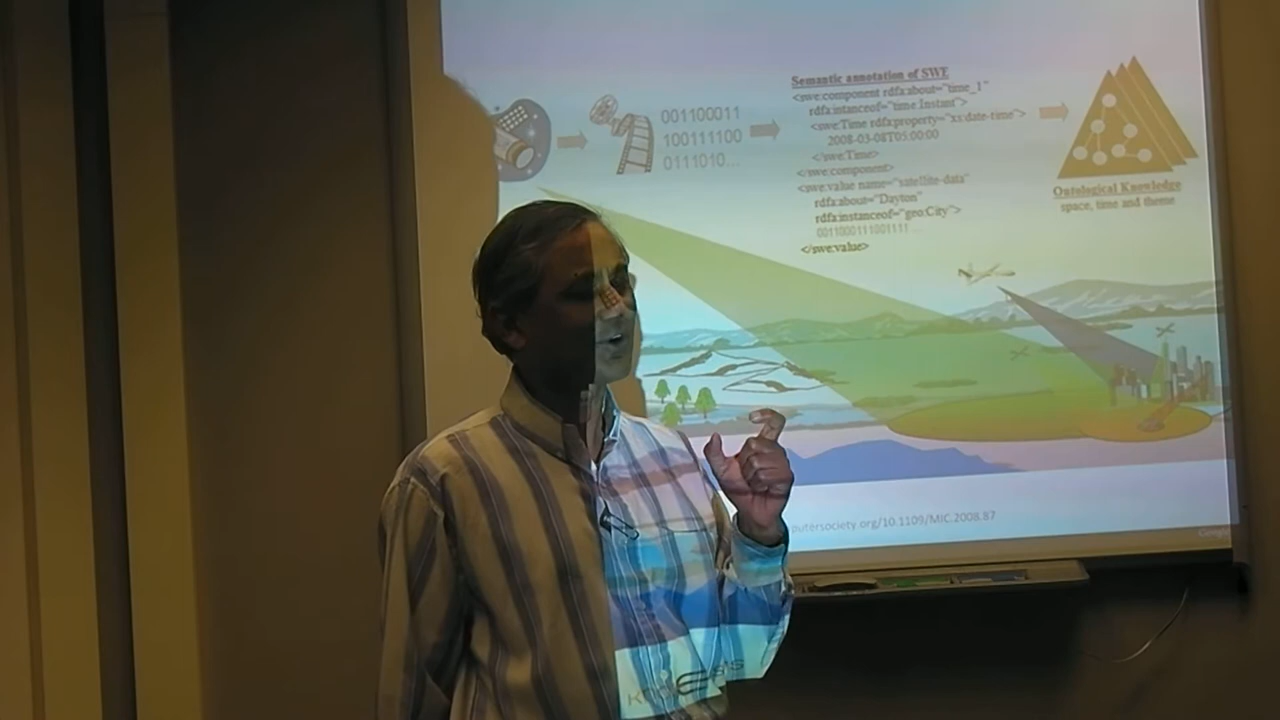 Semantic annotation of SWE
<swe:component rdfa:about="time_1"
rdfa:intanceof="time:Instant">
<swe:Time rdfa:property="xs:date-time">
2008-03-08T05:00:00
</swe:Time>
</swe:component>
<swe:value name="satellite-data"
rdfa:about="Dayton"
rdfa:instanceof="geo:City">
0011000111001111...
</swe:value>
001100011
100111100
0111010...
Ontological Knowledge
space, time and theme
putersociety.org/10.1109/MIC.2008.87